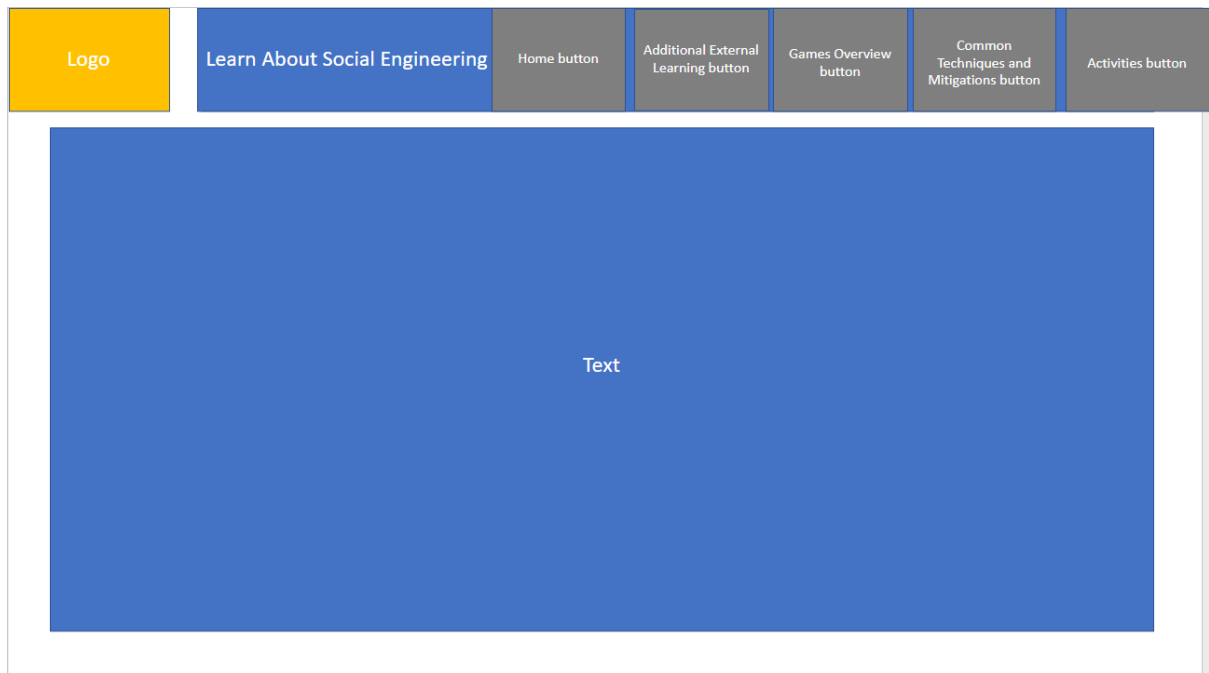 Logo
Learn About Social Engineering
Home button
Additional External
Learning button
Games Overview
button
Common
Techniques and
Mitigations button
Activities button
Text